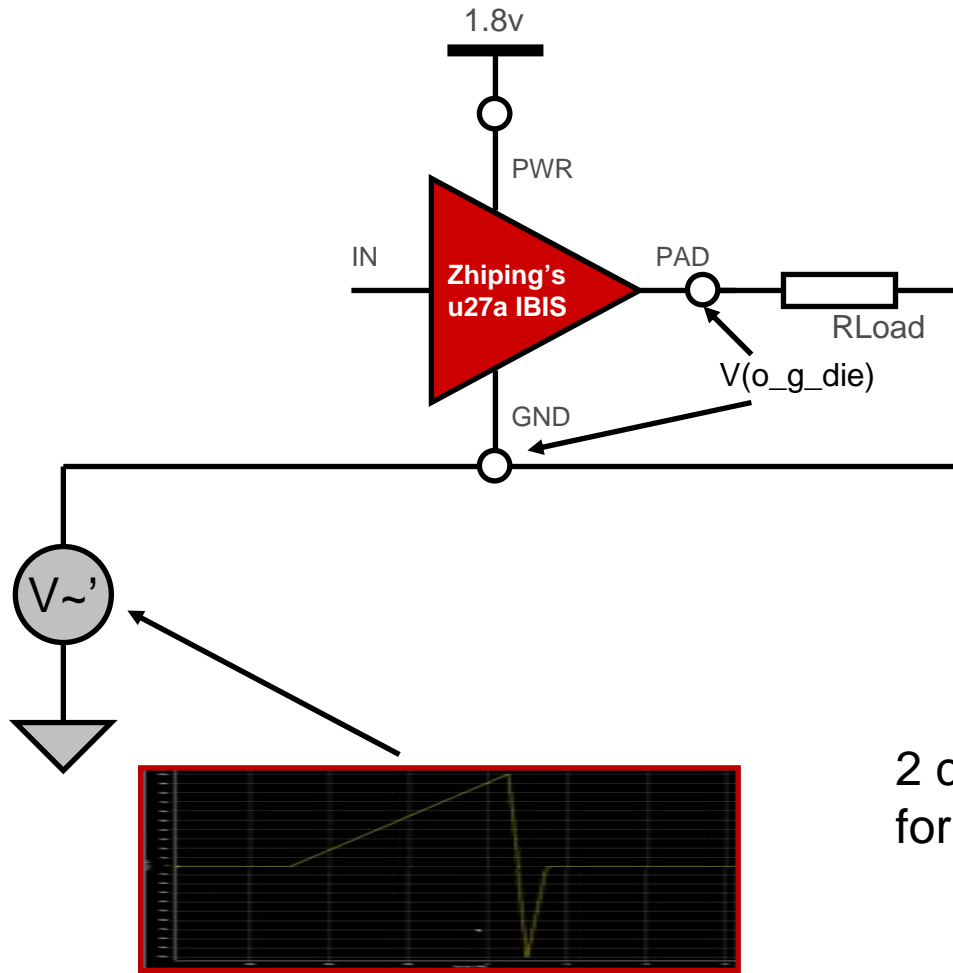 1.8v
PWR
IN
Zhiping's
u27a IBIS
PAD
RLoad
V(o_g_die)
GND
V~’
2
for